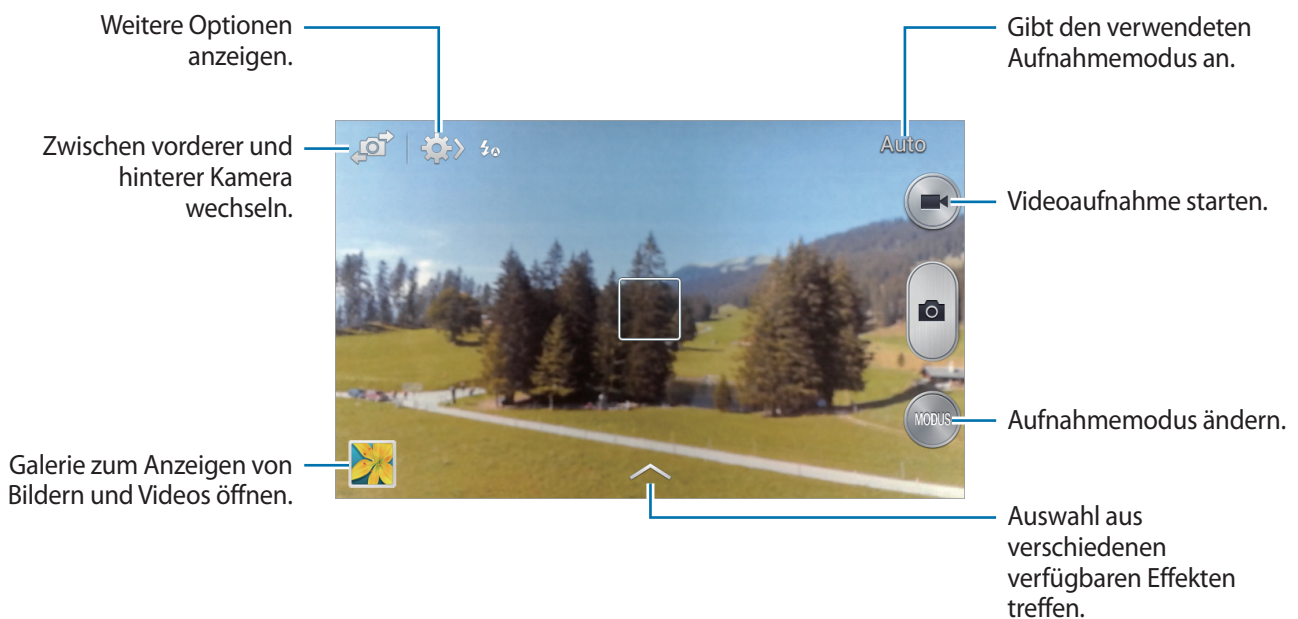 Weitere Optionen
anzeigen.
Zwischen vorderer und
hinterer Kamera
wechseln.
Galerie zum Anzeigen von
Bildern und Videos öffnen.
Auto
MODUS
Gibt den verwendeten
Aufnahmemodus an.
Videoaufnahme starten.
Aufnahmemodus ändern.
Auswahl aus
verschiedenen
verfügbaren Effekten
treffen.